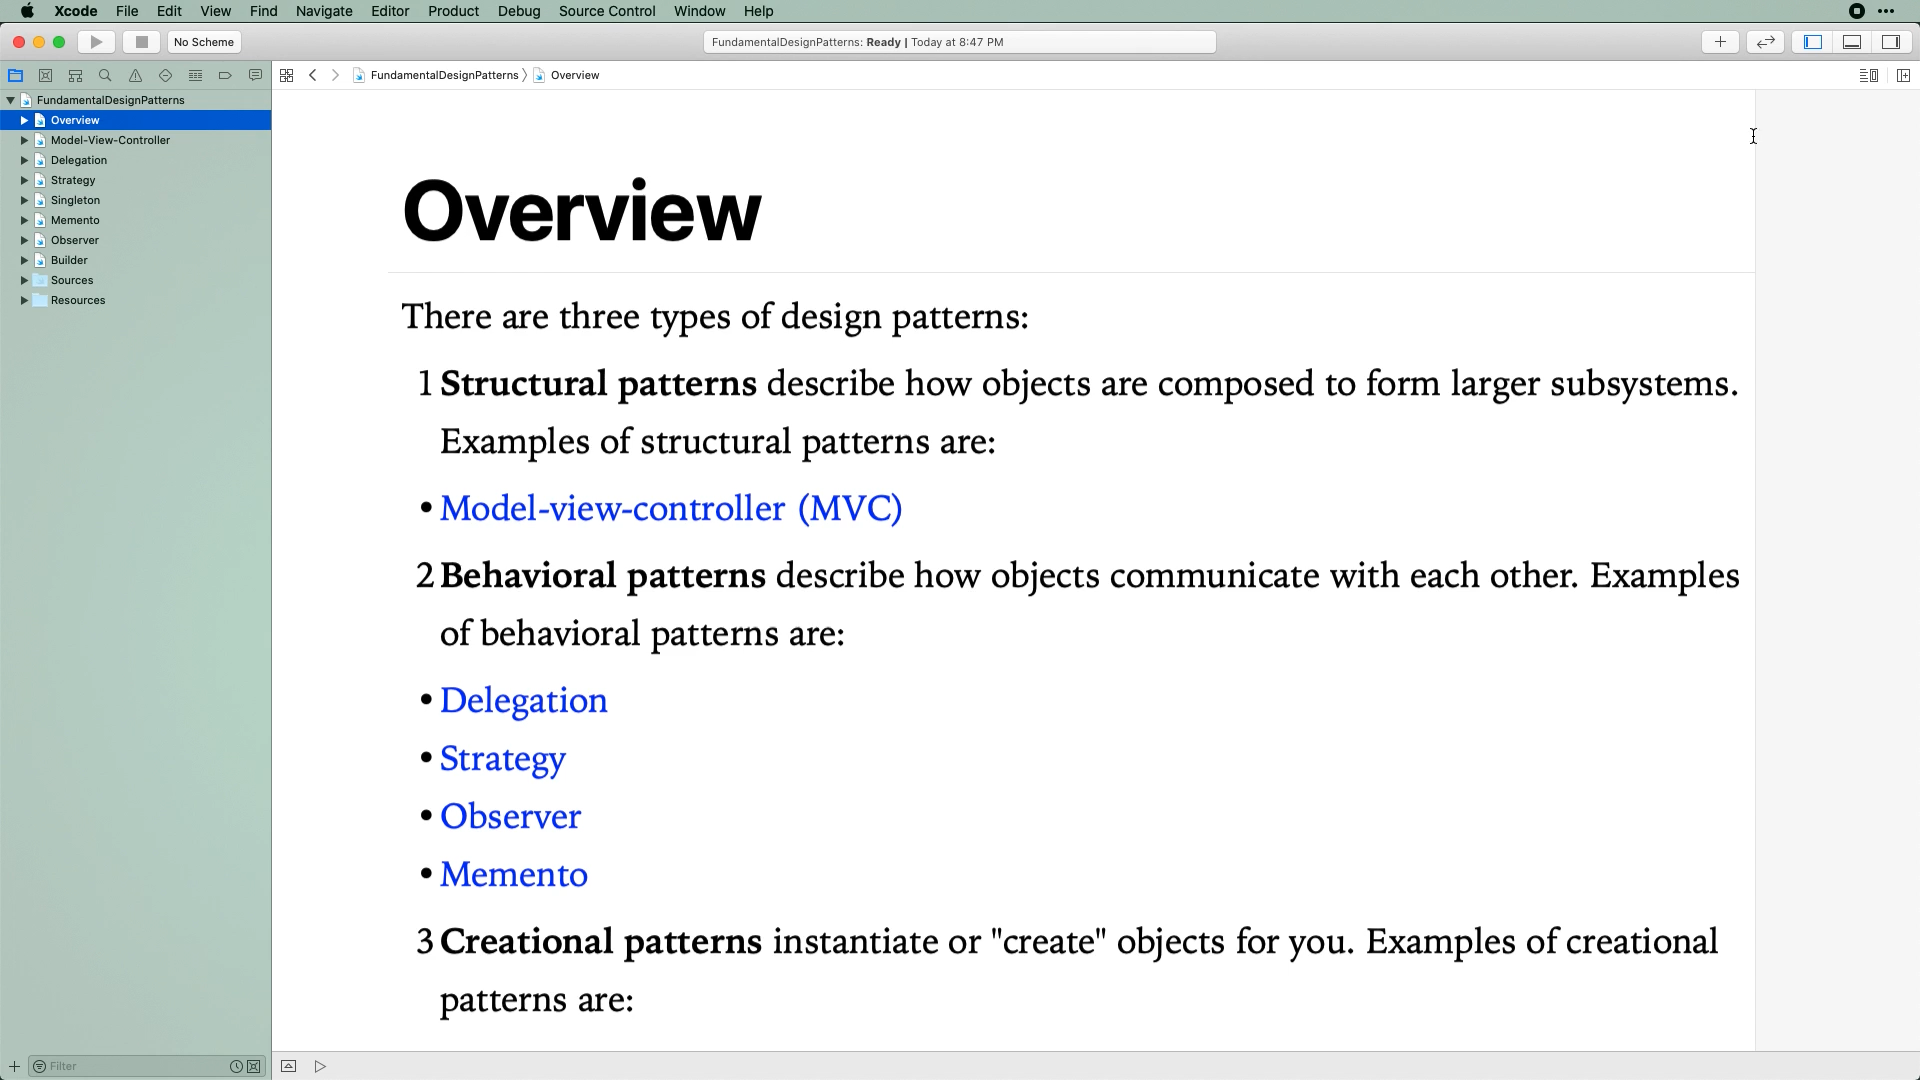 Xcode File Edit View Find Navigate Editor Product Debug Source Control Window Help
No Scheme
FundamentalDesignPatterns: Ready | Today at 8:47 PM
FundamentalDesignPatterns
Overview
FundamentalDesignPatterns
Overview
Model-View-Controller
Delegation
Strategy
Singleton
Memento
Observer
Builder
Sources
Resources
Overview
There are three types of design patterns:
1 Structural patterns describe how objects are composed to form larger subsystems.
Examples of structural patterns are:
• Model-view-controller (MVC)
2 Behavioral patterns describe how objects communicate with each other. Examples
of behavioral patterns are:
• Delegation
• Strategy
• Observer
• Memento
3 Creational patterns instantiate or "create" objects for you. Examples of creational
patterns are:
Filter